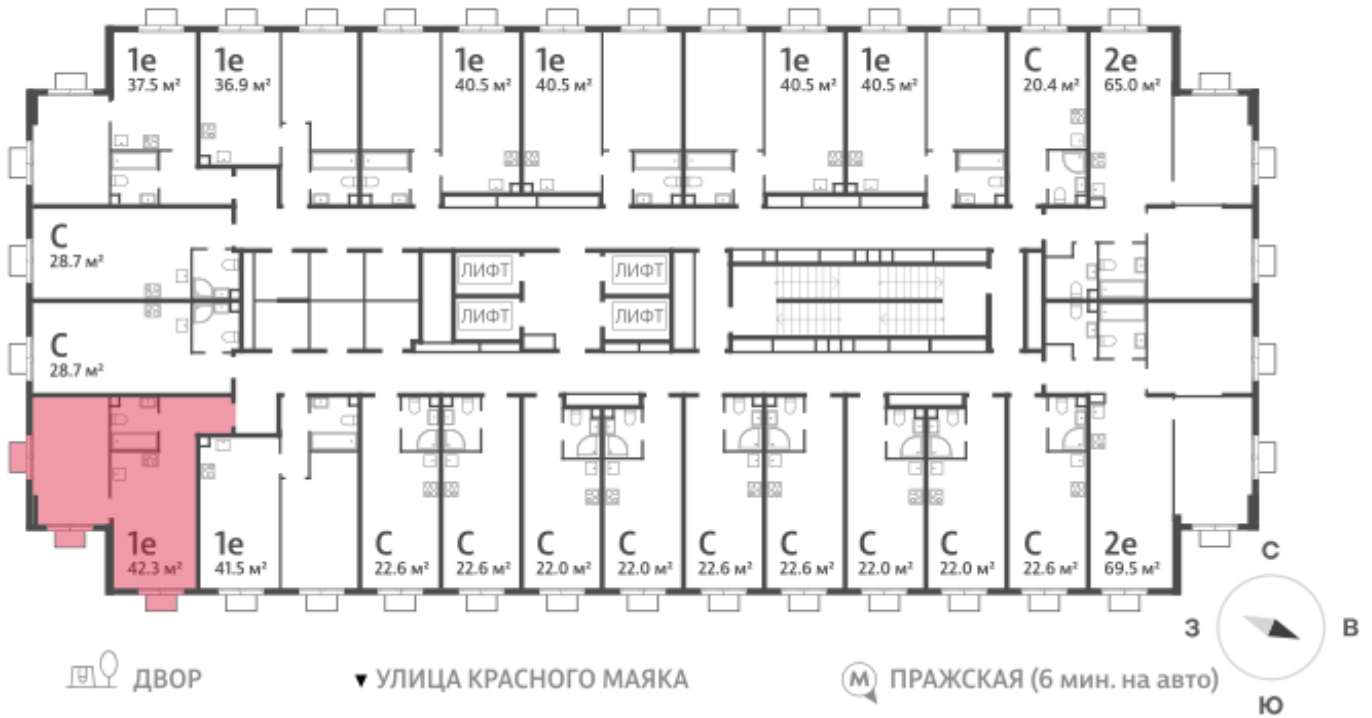 1е
37.5 м²
1е
36.9 м²
1е
40.5 м²
1е
40.5 м²
1е
40.5 м²
1е
40.5 м²
С
20.4 м²
2е
65.0 м²
С
28.7 м²
ЛИФТ
ЛИФТ
ЛИФТ
ЛИФТ
С
28.7 м²
1е
42.3 м²
1е
41.5 м²
С
22.6 м²
С
22.6 м²
С
22.0 м²
С
22.0 м²
С
22.6 м²
С
22.6 м²
С
22.0 м²
С
22.0 м²
С
22.6 м²
2е
69.5 м²
С
З
В
Ю
ДВОР
УЛИЦА КРАСНОГО МАЯКА
М ПРАЖСКАЯ (6 мин. на авто)